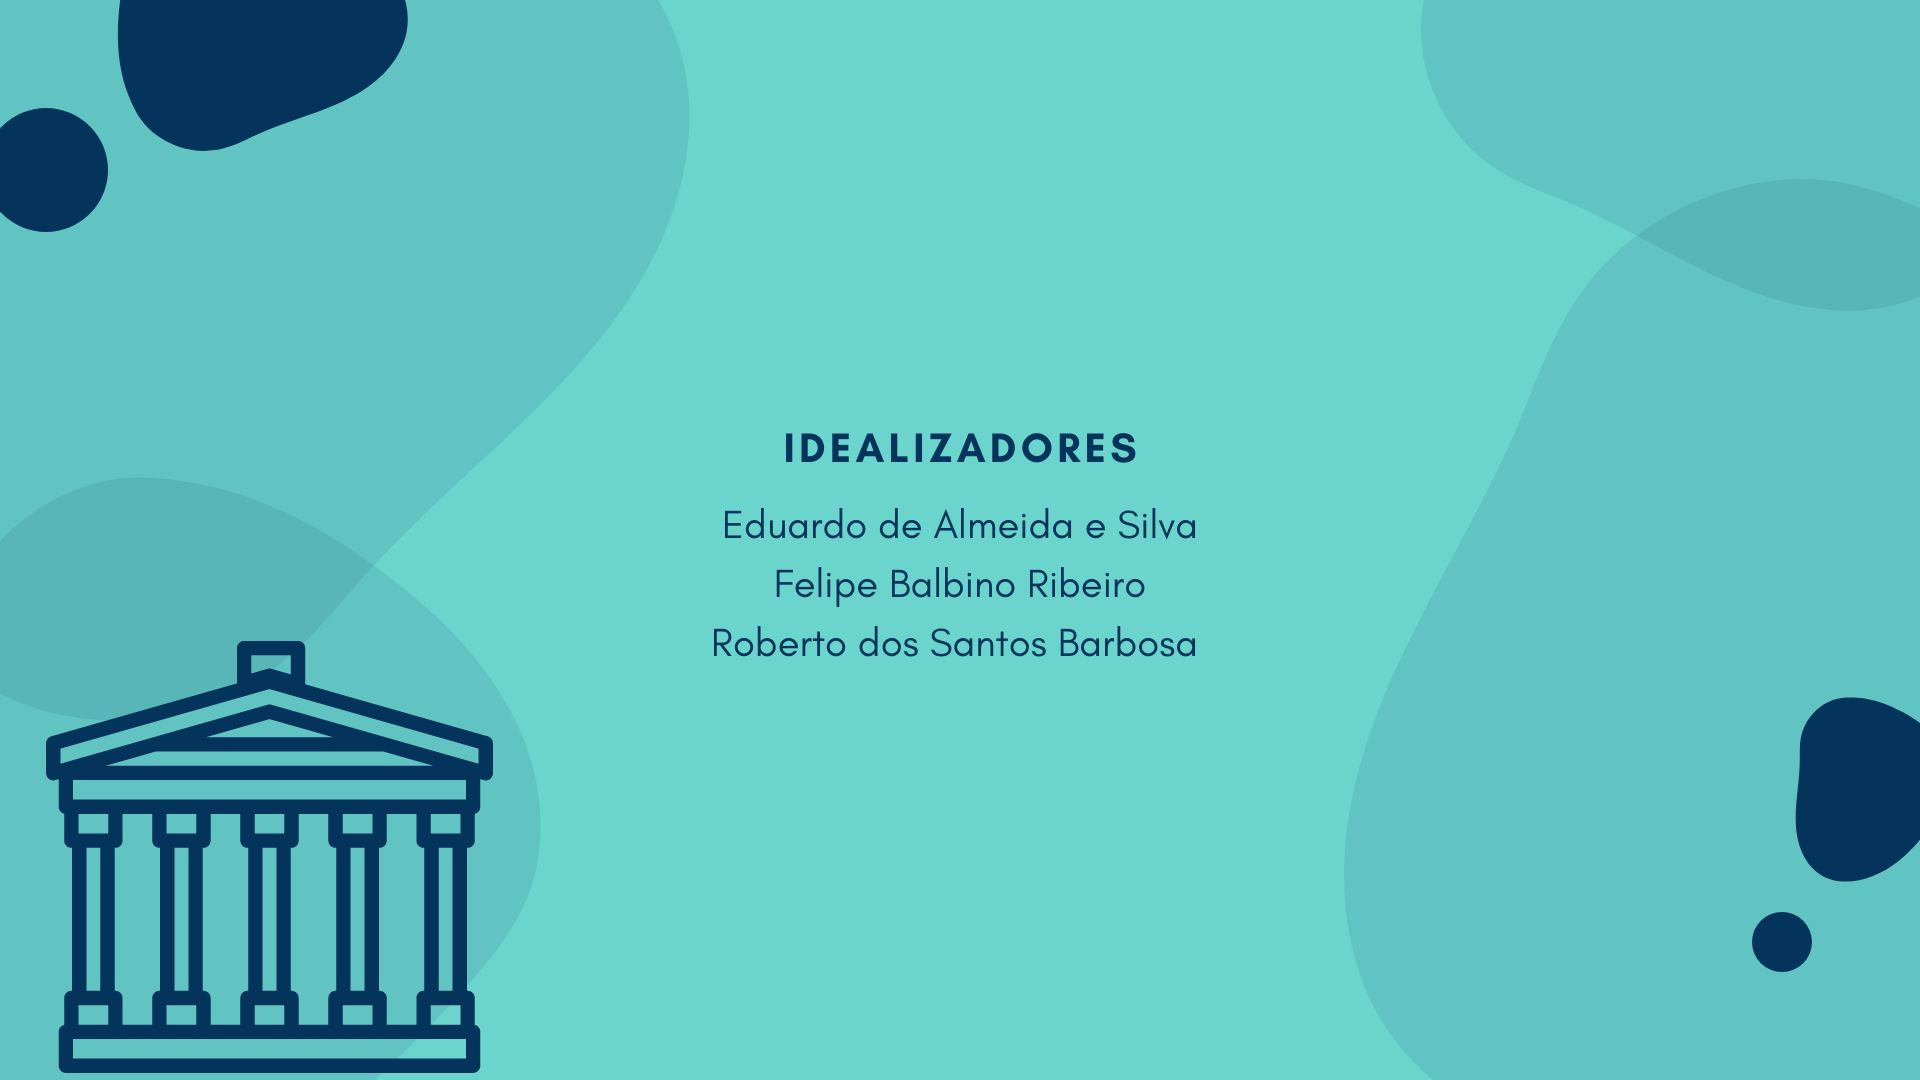 IDEALIZADORES
Eduardo de Almeida e Silva
Felipe Balbino Ribeiro
Roberto dos Santos Barbosa